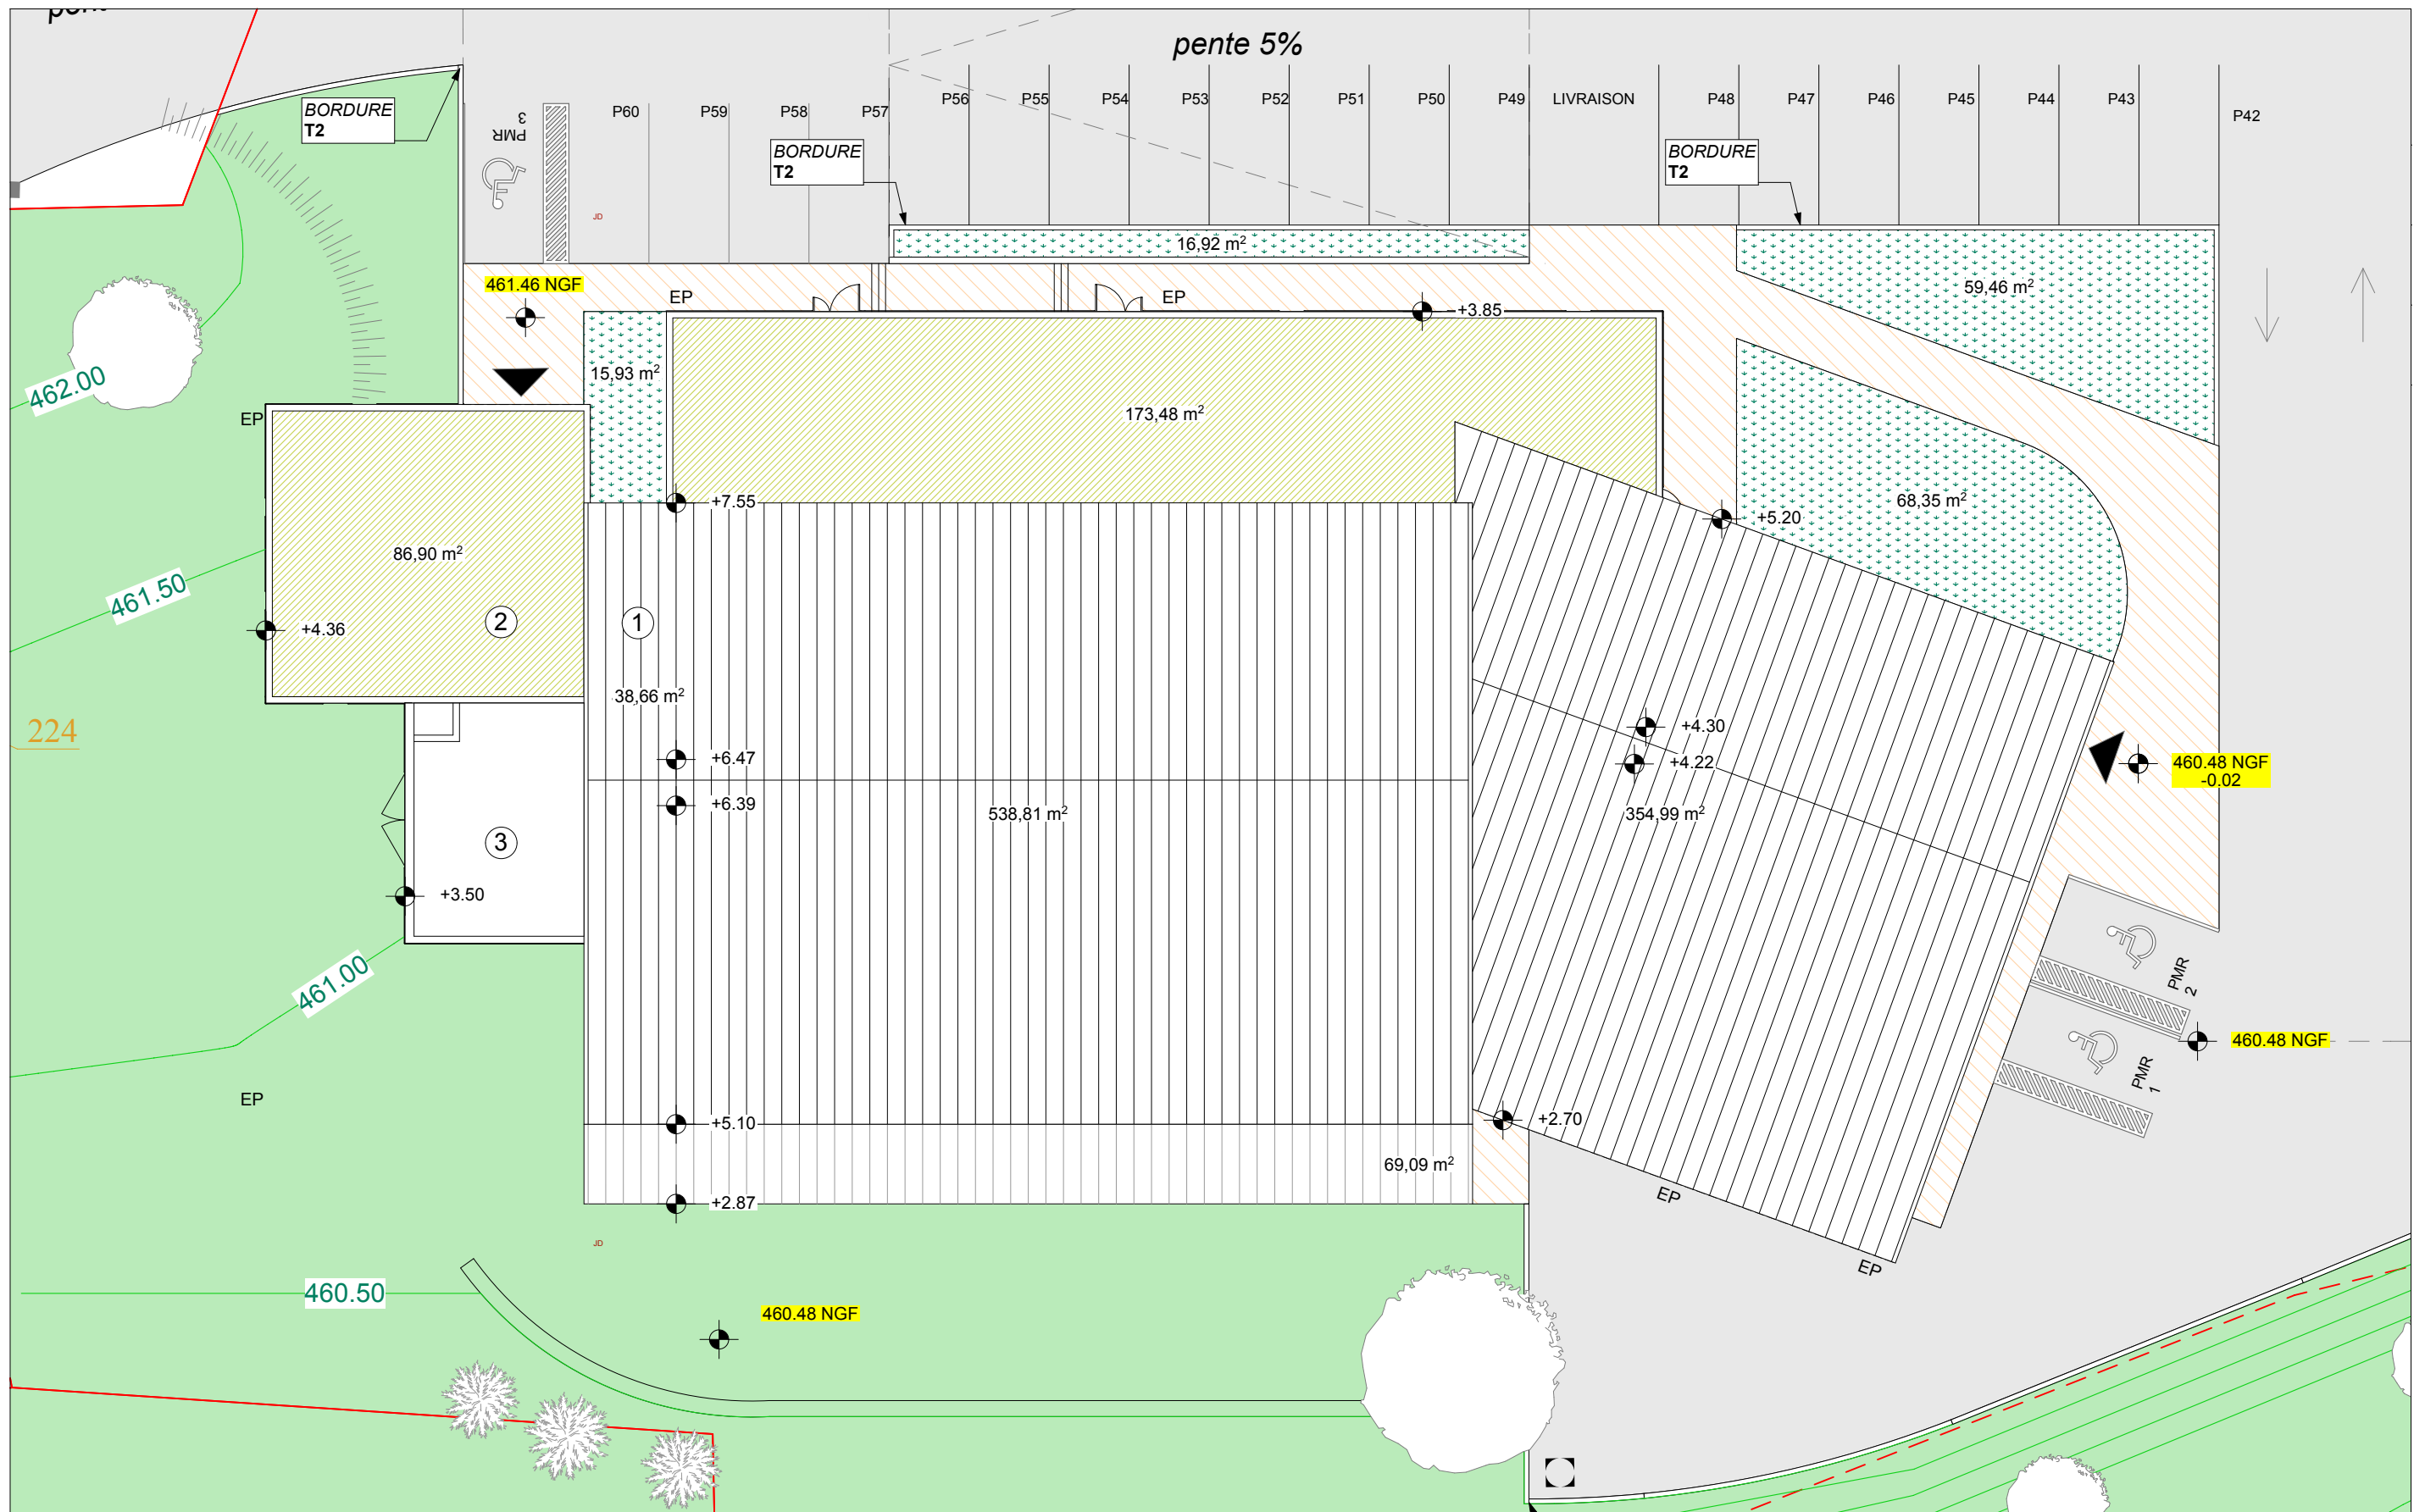 pente 5%
BORDURE
T2
PMR
3
P60
P59
P58
P57
P56
P55
P54
P53
P52
P51
P50
P49
LIVRAISON
P48
P47
P46
P45
P44
P43
P42
BORDURE
T2
BORDURE
T2
JD
16,92 m²
461.46 NGF
EP
EP
+3.85
59,46 m²
462.00
15,93 m²
EP
173,48 m²
+7.55
68,35 m²
+5.20
86,90 m²
461.50
2
1
+4.36
38,66 m²
224
+4.30
+6.47
+4.22
460.48 NGF
-0.02
+6.39
538,81 m²
354,99 m²
3
+3.50
461.00
PMR
2
460.48 NGF
PMR
1
EP
+5.10
+2.70
69,09 m²
+2.87
EP
JD
EP
460.50
460.48 NGF